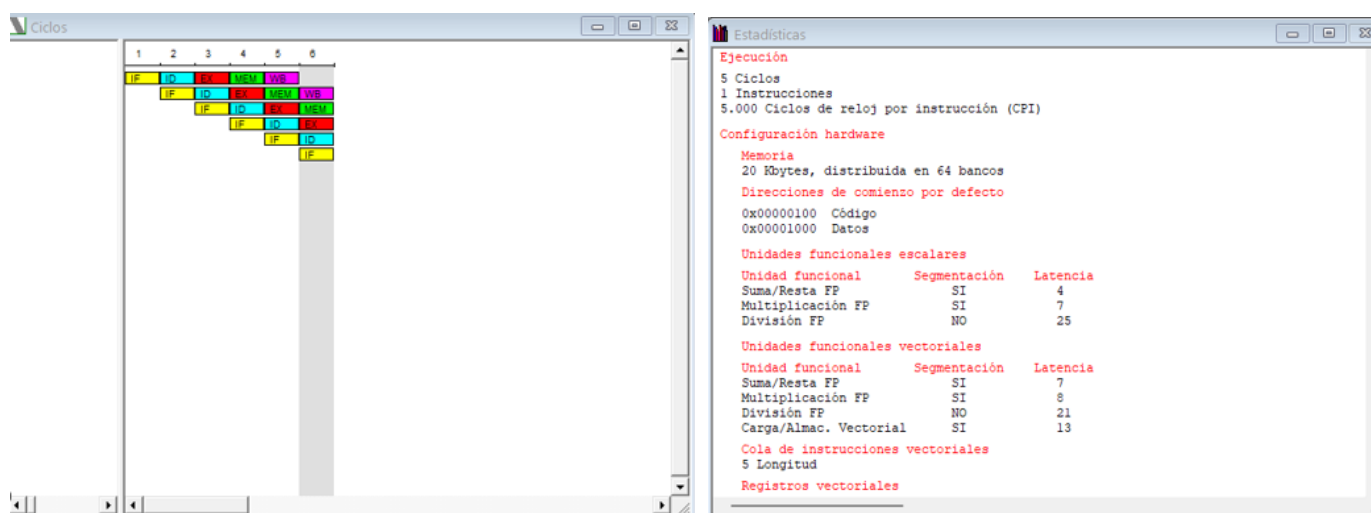 Ciclos
1 2 3 4 5 6
IF ID EX MEM WB
IF ID EX MEM WB
IF ID EX MEM
IF ID EX
IF ID
IF
Estadísticas
Ejecución
5 Ciclos
1 Instrucciones
5.000 Ciclos de reloj por instrucción (CPI)
Configuración hardware
Memoria
20 Kbytes, distribuida en 64 bancos
Direcciones de comienzo por defecto
0x00000100 Código
0x00001000 Datos
Unidades funcionales escalares
Unidad funcional Segmentación Latencia
Suma/Resta FP SI 4
Multiplicación FP SI 7
División FP NO 25
Unidades funcionales vectoriales
Unidad funcional Segmentación Latencia
Suma/Resta FP SI 7
Multiplicación FP SI 8
División FP NO 21
Carga/Almac. Vectorial SI 13
Cola de instrucciones vectoriales
5 Longitud
Registros vectoriales